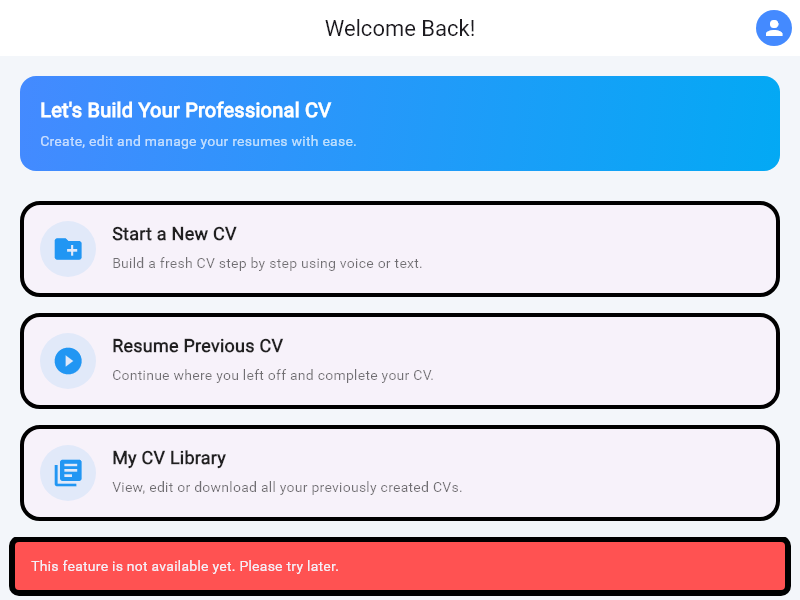 Welcome Back!
Let's Build Your Professional CV
Create, edit and manage your resumes with ease.
Start a New CV
Build a fresh CV step by step using voice or text.
Resume Previous CV
Continue where you left off and complete your CV.
My CV Library
View, edit or download all your previously created CVs.
This feature is not available yet. Please try later.